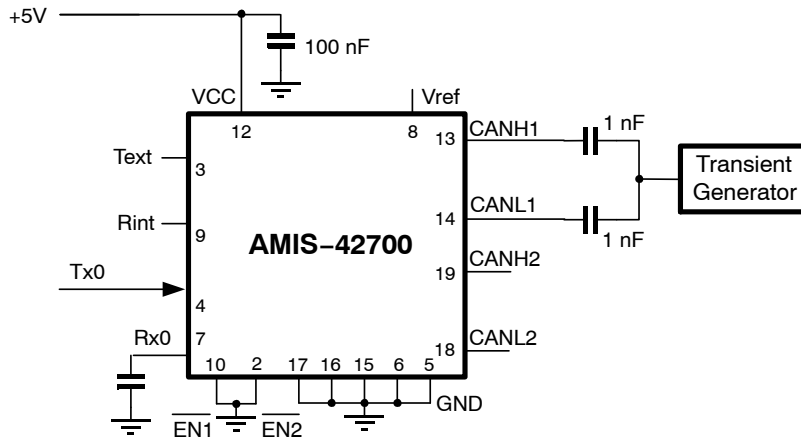 +5V
100 nF
VCC
Vref
12
8
13
CANH1
1 nF
Text
3
Transient
Generator
14
CANL1
1 nF
Rint
9
AMIS−42700
19
CANH2
Tx0
4
Rx0
7
18
CANL2
10
2
17
16
15
6
5
EN1
EN2
GND